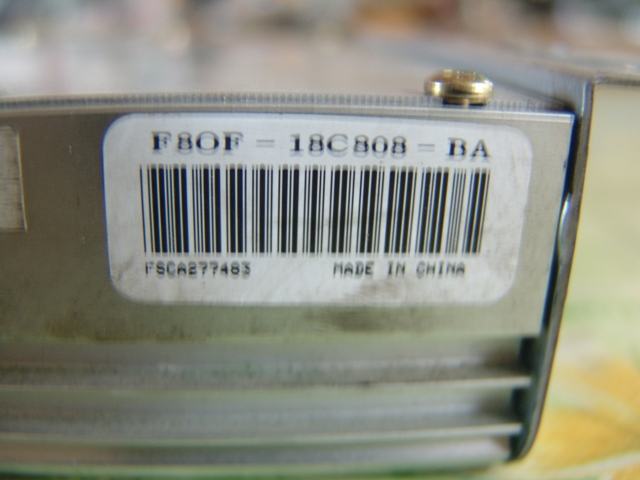 F8OF - 18C808 - BA
FSCA277483
MADE IN CHINA